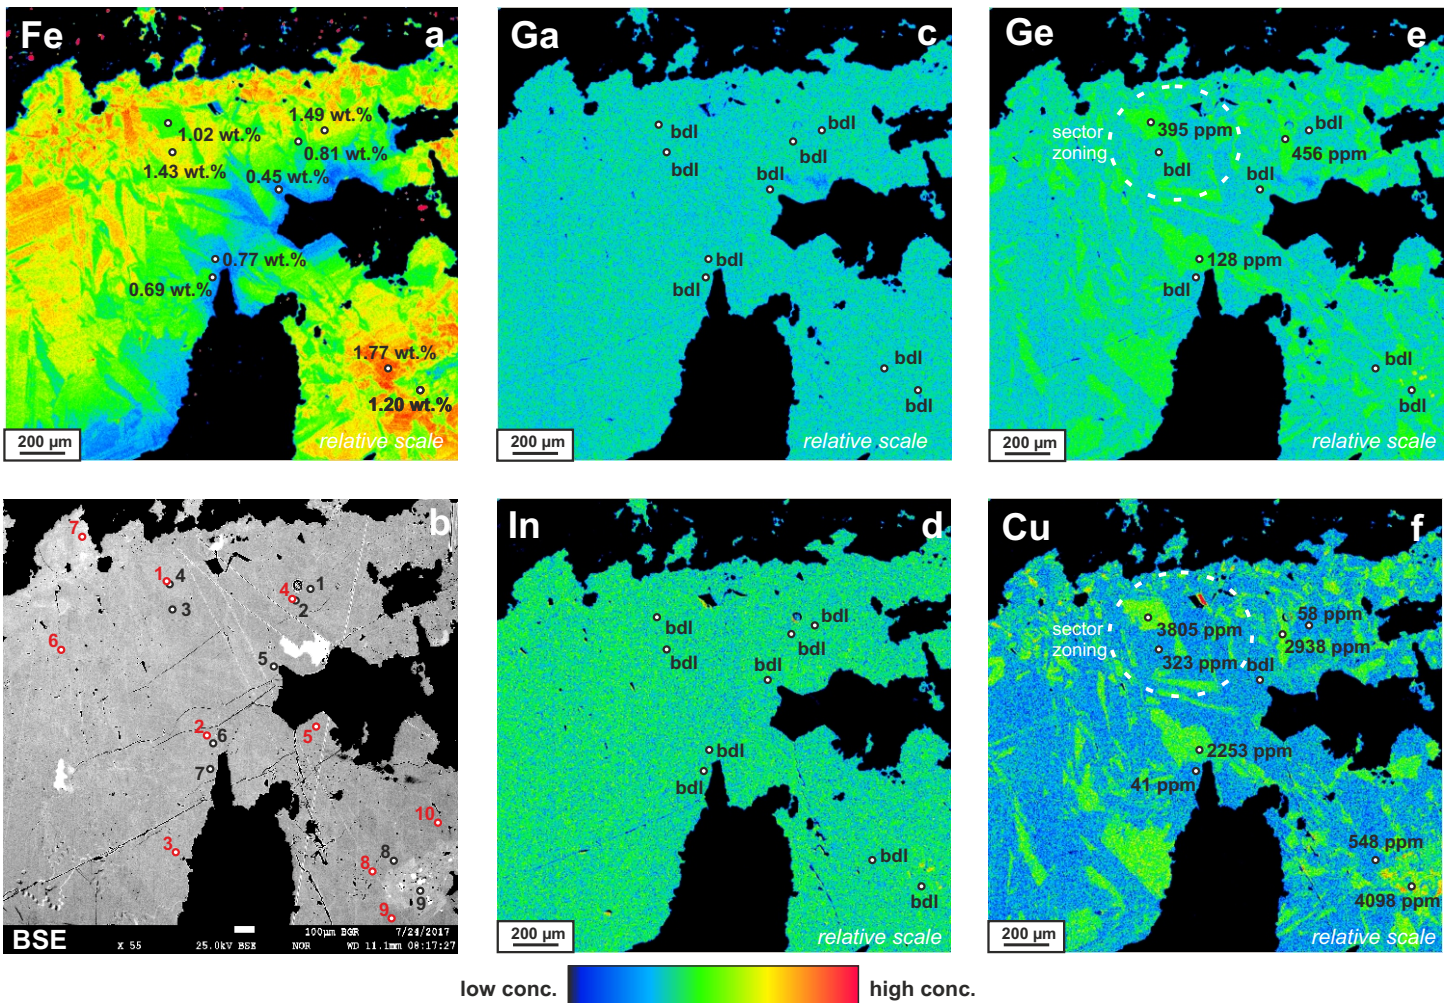 Fe
a
1.49 wt.%
1.02 wt.%
0.81 wt.%
1.43 wt.%
0.45 wt.%
0.77 wt.%
0.69 wt.%
1.77 wt.%
1.20 wt.%
200 µm
relative scale
Ga
c
bdl
bdl
bdl
bdl
bdl
bdl
bdl
bdl
bdl
200 µm
relative scale
Ge
e
sector
zoning
395 ppm
bdl
bdl
456 ppm
bdl
128 ppm
bdl
bdl
bdl
200 µm
relative scale
b
7
1
4
4
1
2
3
6
5
2
6
5
7
10
3
8
8
9
9
BSE
100µm BGR
7/24/2017
X 55
25.0kV BSE
NOR
WD 11.1mm
08:17:27
In
d
bdl
bdl
bdl
bdl
bdl
bdl
bdl
bdl
bdl
200 µm
relative scale
Cu
f
sector
zoning
3805 ppm
58 ppm
323 ppm
2938 ppm
bdl
2253 ppm
41 ppm
548 ppm
4098 ppm
200 µm
relative scale
low conc.
high conc.